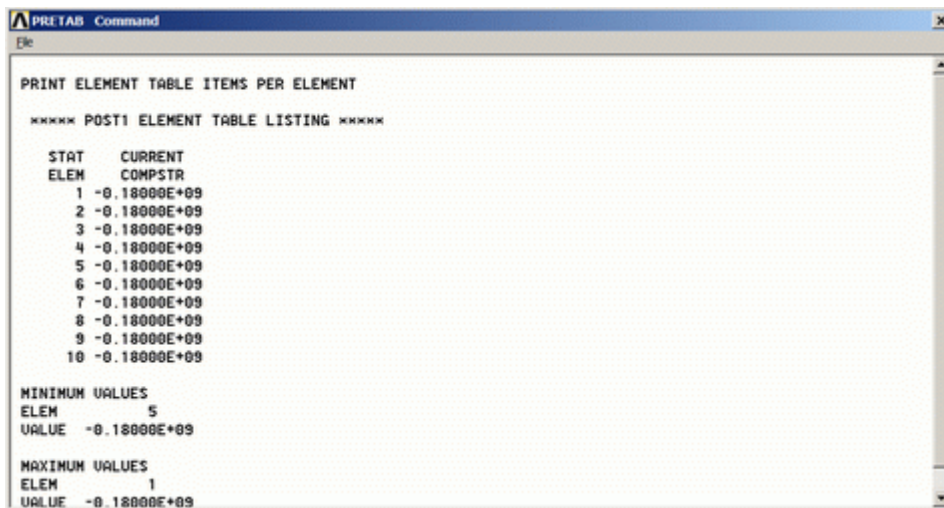 PRETAB Command
File
PRINT ELEMENT TABLE ITEMS PER ELEMENT
***** POST1 ELEMENT TABLE LISTING *****
STAT CURRENT
ELEM COMPSTR
1 -0.18000E+09
2 -0.18000E+09
3 -0.18000E+09
4 -0.18000E+09
5 -0.18000E+09
6 -0.18000E+09
7 -0.18000E+09
8 -0.18000E+09
9 -0.18000E+09
10 -0.18000E+09
MINIMUM VALUES
ELEM 5
VALUE -0.18000E+09
MAXIMUM VALUES
ELEM 1
VALUE -0.18000E+09